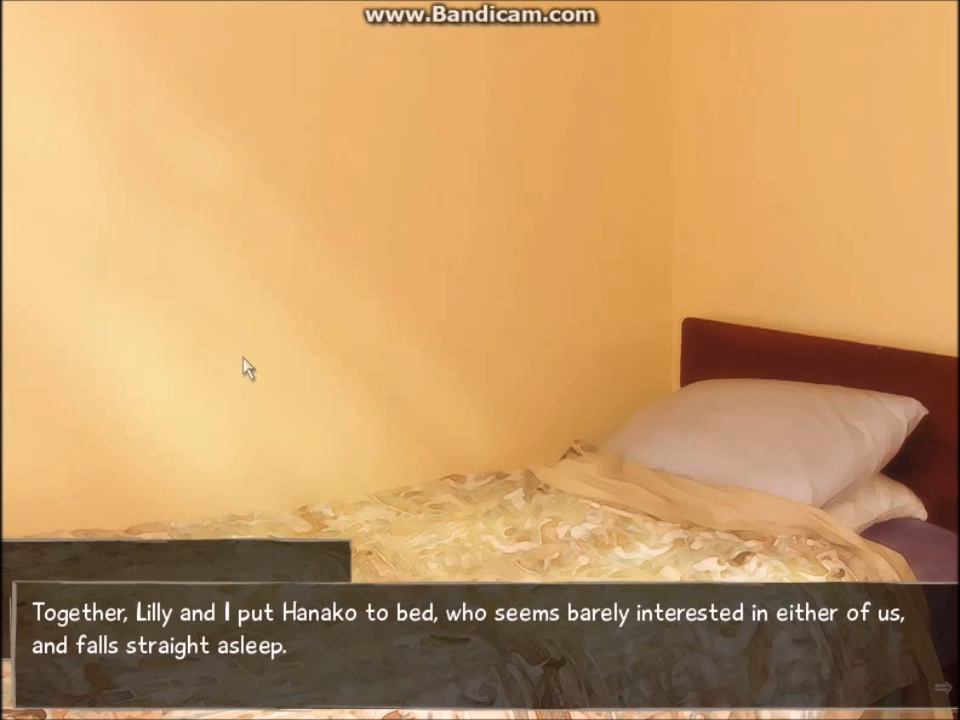 www.Bandicam.com
Together, Lilly and I put Hanako to bed, who seems barely interested in either of us,
and falls straight asleep.